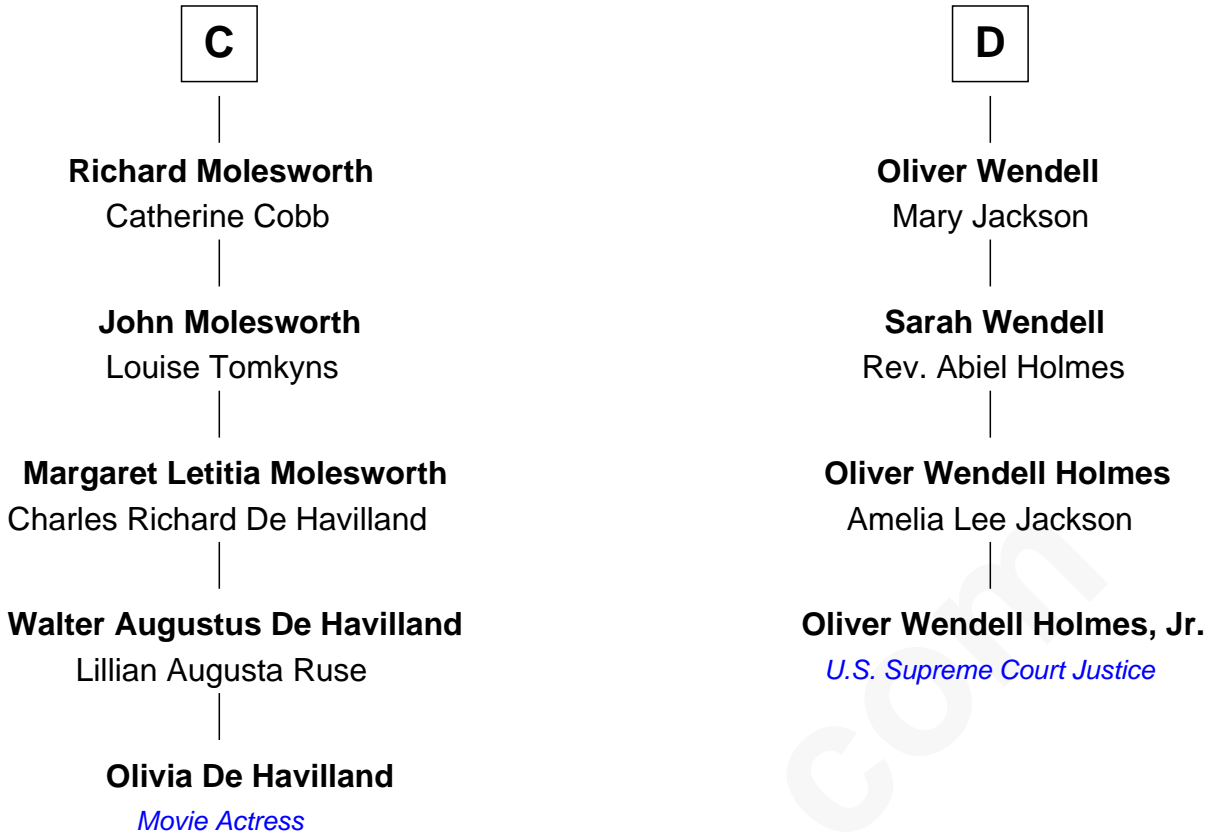 C
Richard Molesworth
Catherine Cobb
John Molesworth
Louise Tomkyns
Margaret Letitia Molesworth
Charles Richard De Havilland
Walter Augustus De Havilland
Lillian Augusta Ruse
Olivia De Havilland
Movie Actress
D
Oliver Wendell
Mary Jackson
Sarah Wendell
Rev. Abiel Holmes
Oliver Wendell Holmes
Amelia Lee Jackson
Oliver Wendell Holmes, Jr.
U.S. Supreme Court Justice
com